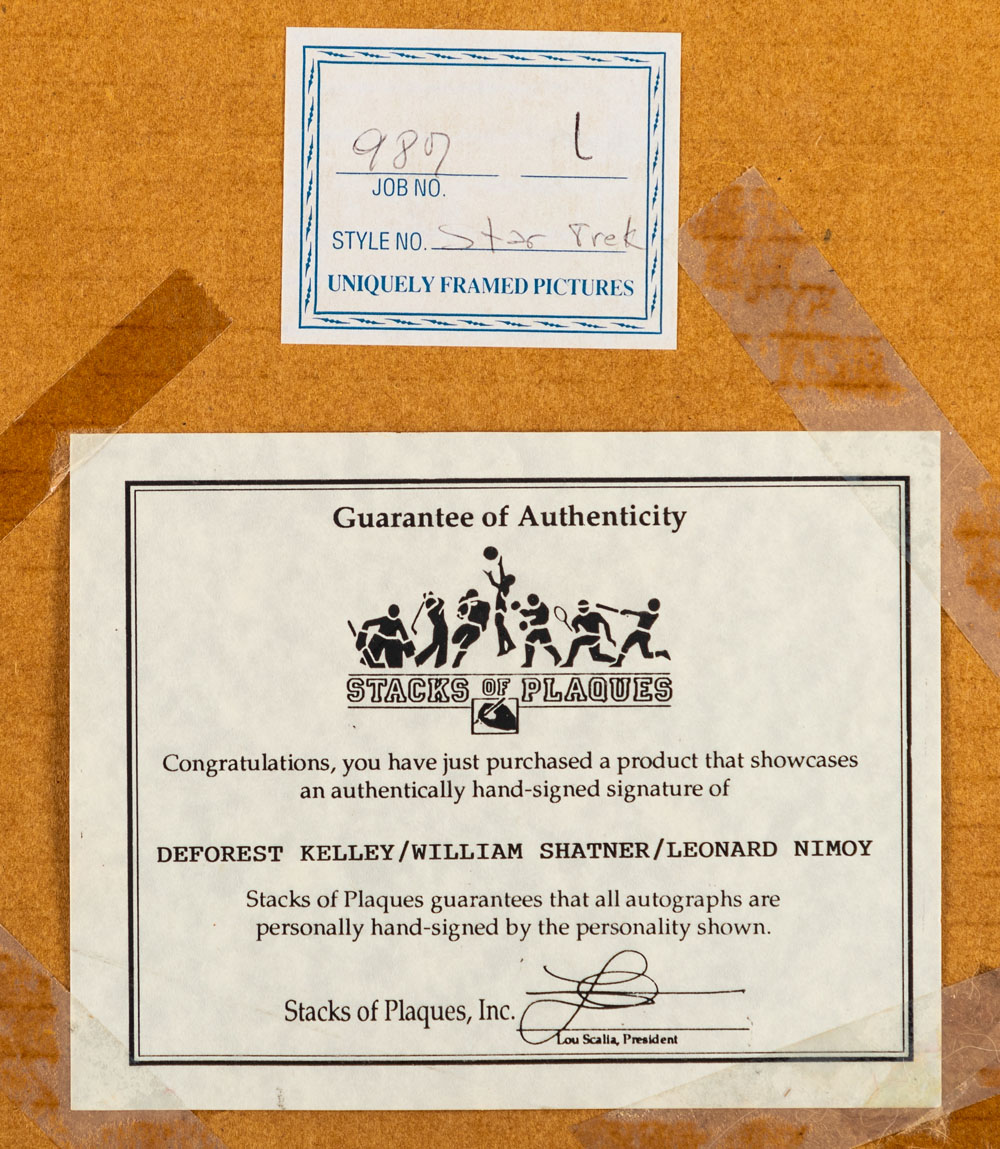 987 1
JOB NO.
STYLE NO. Star Trek
UNIQUELY FRAMED PICTURES
Guarantee of Authenticity
STACKS OF PLAQUES
Congratulations, you have just purchased a product that showcases
an authentically hand-signed signature of
DEFOREST KELLEY/WILLIAM SHATNER/LEONARD NIMOY
Stacks of Plaques guarantees that all autographs are
personally hand-signed by the personality shown.
Stacks of Plaques, Inc.
Lou Scalia, President